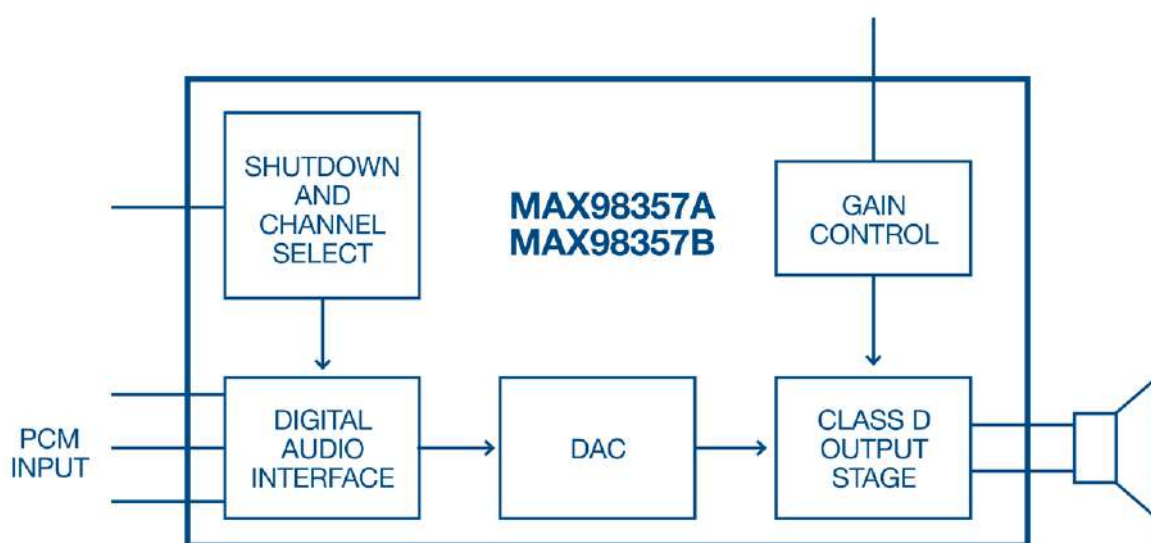 SHUTDOWN
AND
CHANNEL
SELECT
MAX98357A
MAX98357B
GAIN
CONTROL
PCM
INPUT
DIGITAL
AUDIO
INTERFACE
DAC
CLASS D
OUTPUT
STAGE